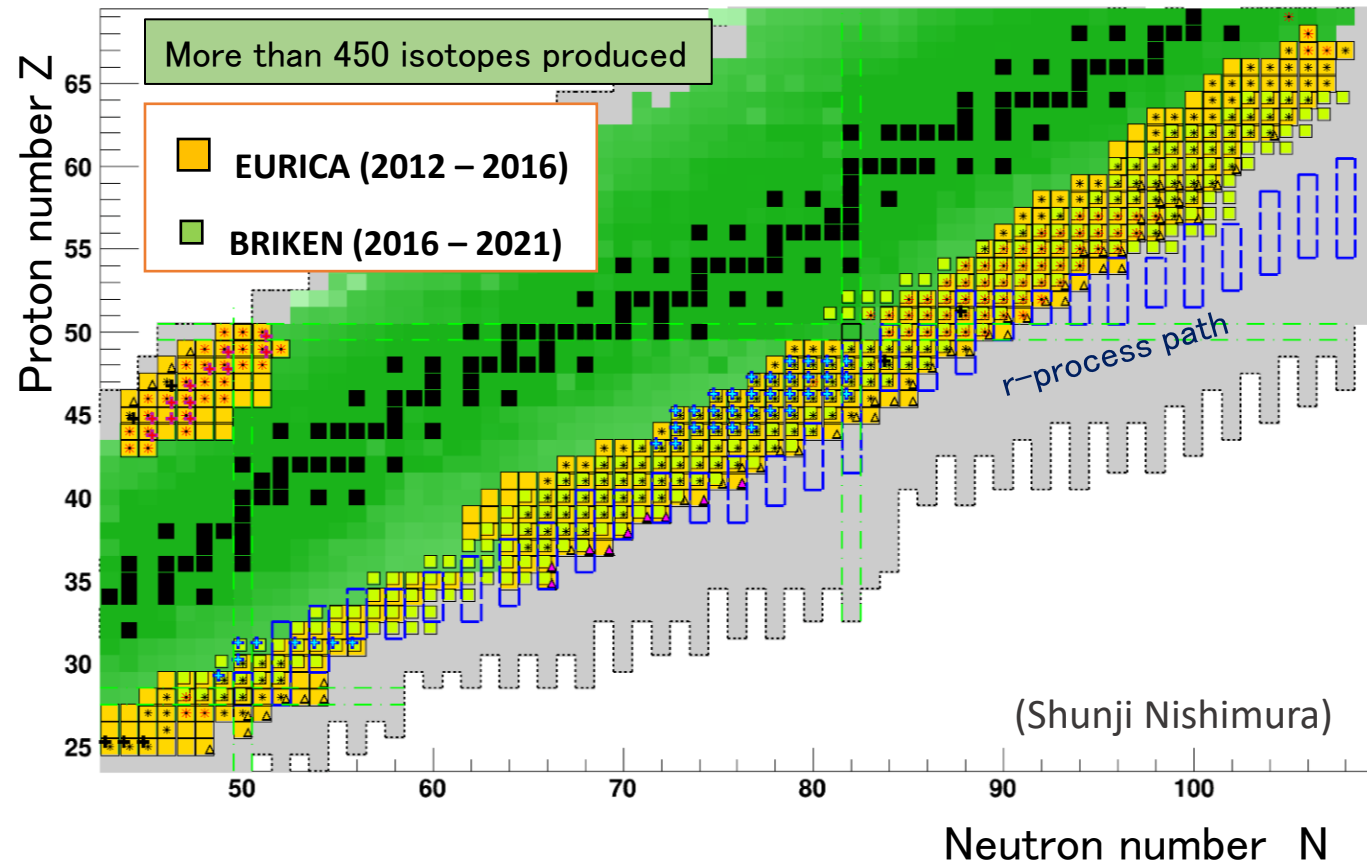 More than 450 isotopes produced
EURICA (2012 – 2016)
BRIKEN (2016 – 2021)
Proton number Z
65
60
55
50
45
40
35
30
25
r-process path
(Shunji Nishimura)
50 60 70 80 90 100
Neutron number N